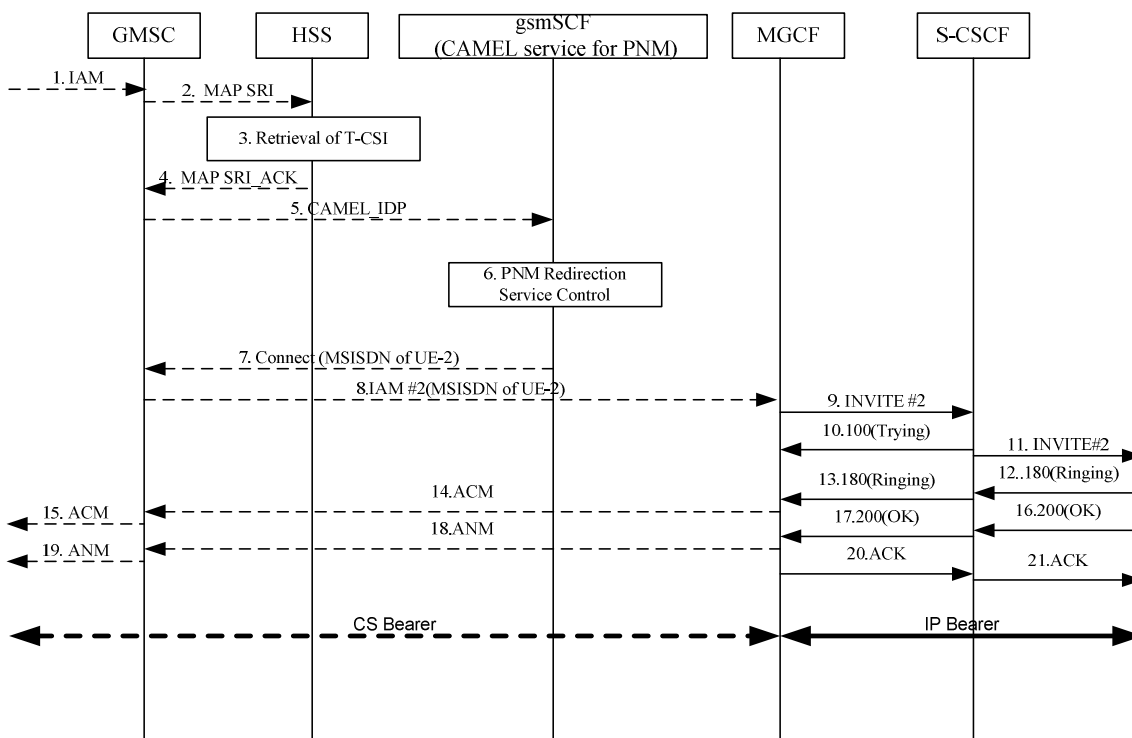 GMSC
HSS
gsmSCF
(CAMEL service for PNM)
MGCF
S-CSCF
1. IAM
2. MAP SRI
3. Retrieval of T-CSI
4. MAP SRI_ACK
5. CAMEL_IDP
6. PNM Redirection
Service Control
7. Connect (MSISDN of UE-2)
8.IAM #2(MSISDN of UE-2)
9. INVITE #2
10.100(Trying)
11. INVITE#2
12..180(Ringing)
13.180(Ringing)
14.ACM
15. ACM
16.200(OK)
17.200(OK)
18.ANM
19. ANM
20.ACK
21.ACK
CS Bearer
IP Bearer